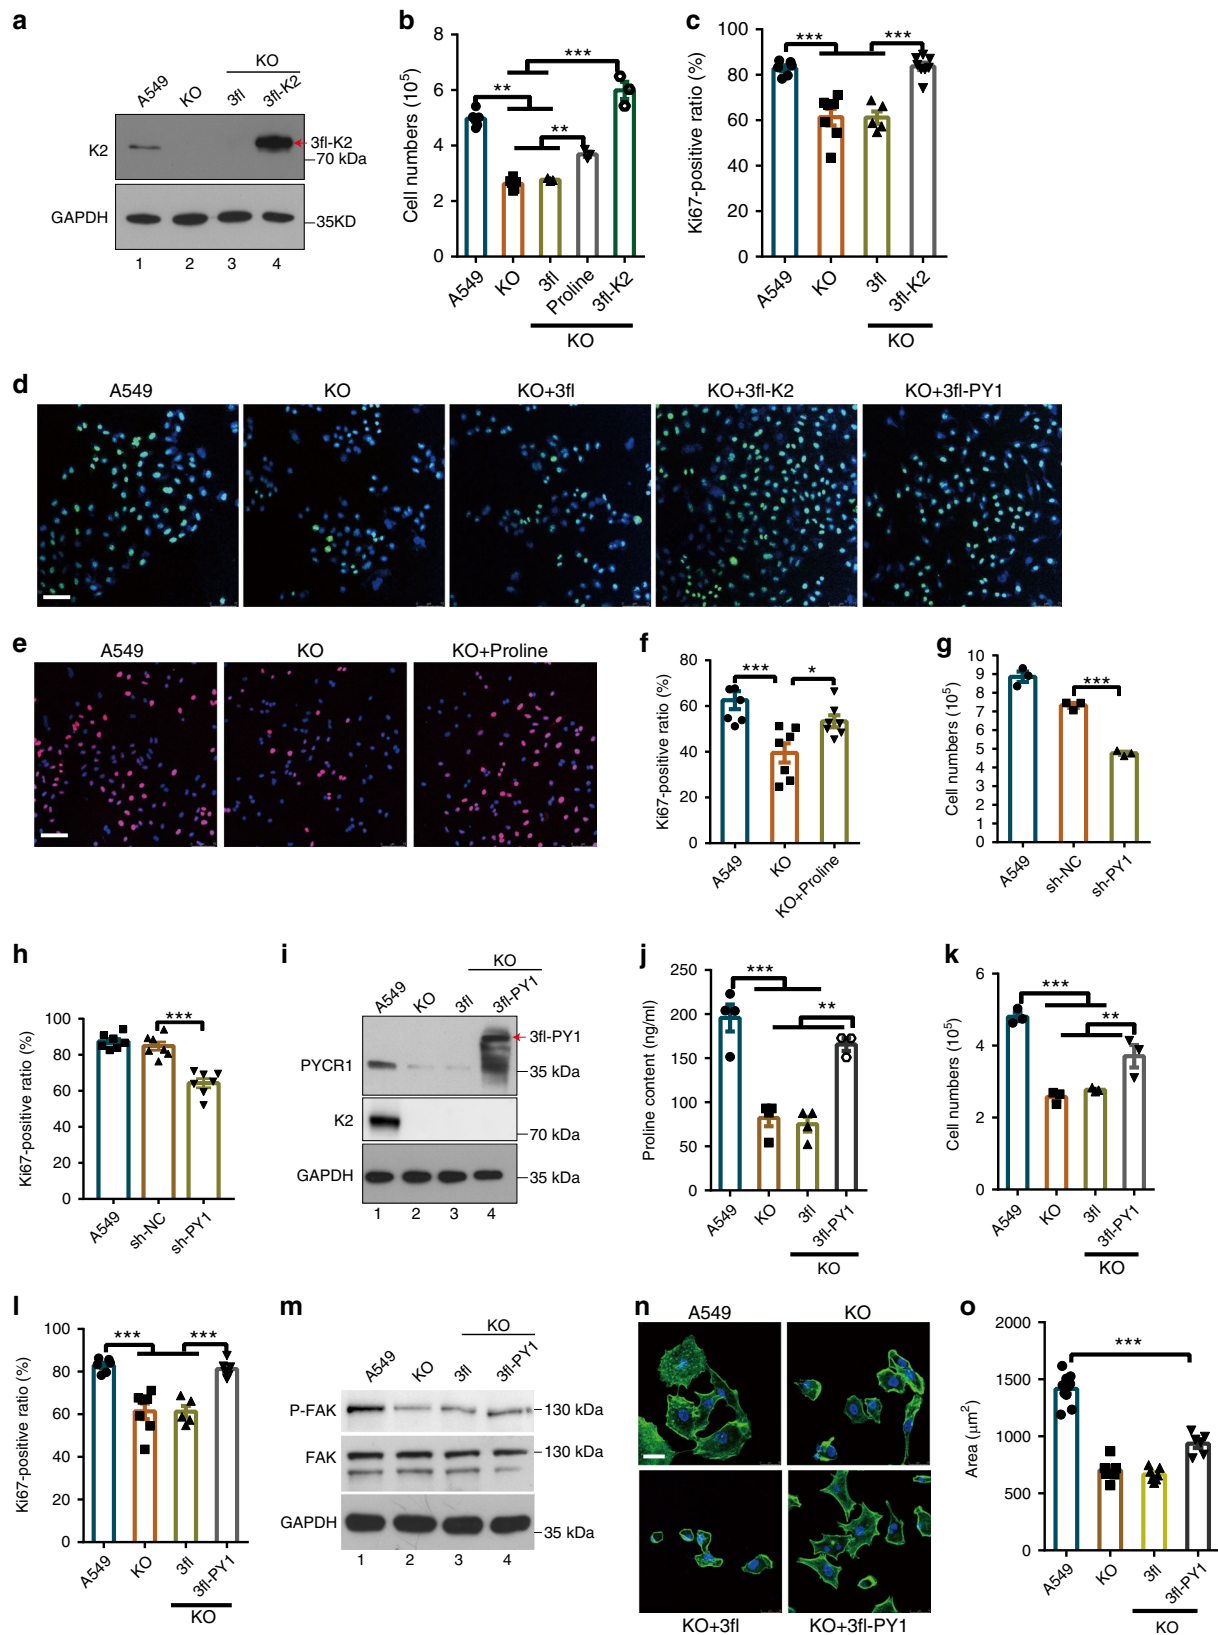 a
KO
A549
KO
3fl
3fl-K2
K2
3fl-K2
70 kDa
GAPDH
35KD
1 2 3 4
b
Cell numbers (10⁵)
8
6
4
2
0
***
**
**
A549
KO
3fl
Proline
3fl-K2
KO
c
Ki67-positive ratio (%)
100
80
60
40
20
0
***
***
A549
KO
3fl
3fl-K2
KO
d
A549
KO
KO+3fl
KO+3fl-K2
KO+3fl-PY1
e
A549
KO
KO+Proline
f
Ki67-positive ratio (%)
80
60
40
20
0
***
*
A549
KO
KO+Proline
g
Cell numbers (10⁵)
10
9
8
7
6
5
4
3
2
1
0
***
A549
sh-NC
sh-PY1
h
Ki67-positive ratio (%)
100
80
60
40
20
0
***
A549
sh-NC
sh-PY1
i
KO
A549
KO
3fl
3fl-PY1
3fl-PY1
PYCR1
35 kDa
K2
70 kDa
GAPDH
35 kDa
1 2 3 4
j
Proline content (ng/ml)
250
200
150
100
50
0
***
**
A549
KO
3fl
3fl-PY1
KO
k
Cell numbers (10⁵)
6
4
2
0
***
**
A549
KO
3fl
3fl-PY1
KO
l
Ki67-positive ratio (%)
100
80
60
40
20
0
***
***
A549
KO
3fl
3fl-PY1
KO
m
KO
A549
KO
3fl
3fl-PY1
P-FAK
130 kDa
FAK
130 kDa
GAPDH
35 kDa
1 2 3 4
n
A549
KO
KO+3fl
KO+3fl-PY1
o
Area (μm²)
2000
1500
1000
500
0
***
A549
KO
3fl
3fl-PY1
KO